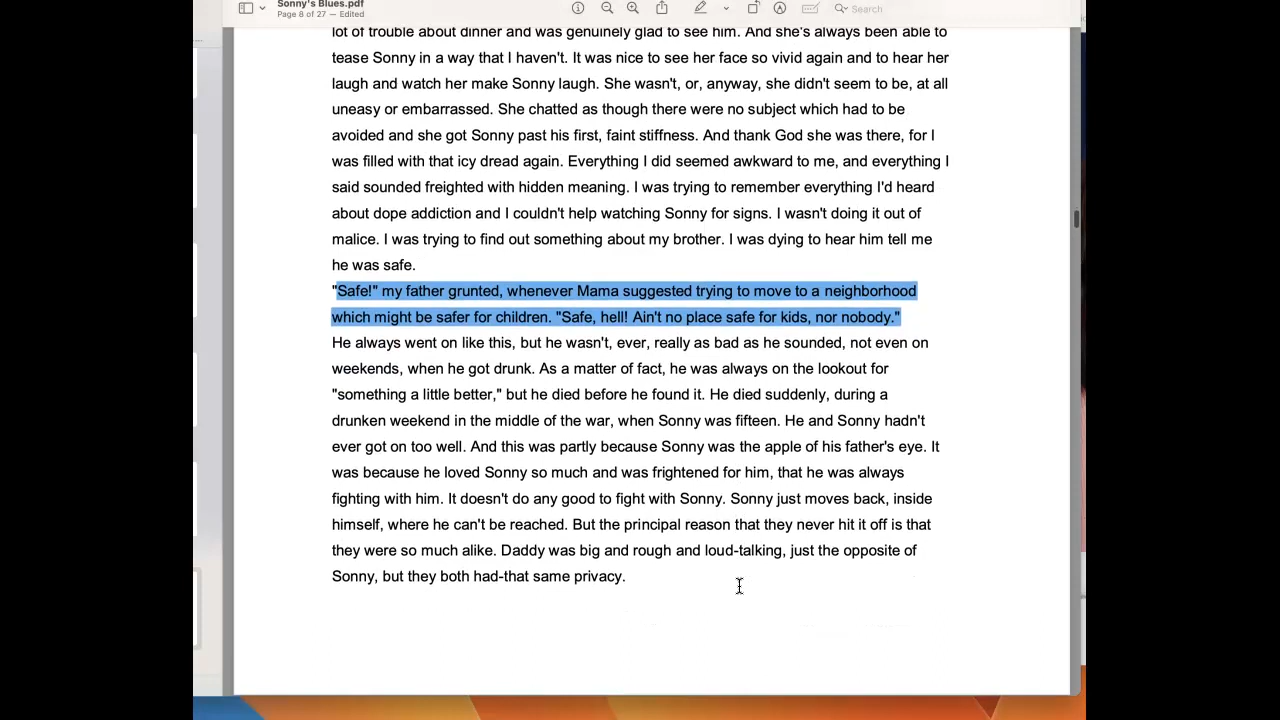 Sonny's Blues.pdf
Page 8 of 27 — Edited
Search
lot of trouble about dinner and was genuinely glad to see him. And she's always been able to
tease Sonny in a way that I haven't. It was nice to see her face so vivid again and to hear her
laugh and watch her make Sonny laugh. She wasn't, or, anyway, she didn't seem to be, at all
uneasy or embarrassed. She chatted as though there were no subject which had to be
avoided and she got Sonny past his first, faint stiffness. And thank God she was there, for I
was filled with that icy dread again. Everything I did seemed awkward to me, and everything I
said sounded freighted with hidden meaning. I was trying to remember everything I'd heard
about dope addiction and I couldn't help watching Sonny for signs. I wasn't doing it out of
malice. I was trying to find out something about my brother. I was dying to hear him tell me
he was safe.
"Safe!" my father grunted, whenever Mama suggested trying to move to a neighborhood
which might be safer for children. "Safe, hell! Ain't no place safe for kids, nor nobody."
He always went on like this, but he wasn't, ever, really as bad as he sounded, not even on
weekends, when he got drunk. As a matter of fact, he was always on the lookout for
"something a little better," but he died before he found it. He died suddenly, during a
drunken weekend in the middle of the war, when Sonny was fifteen. He and Sonny hadn't
ever got on too well. And this was partly because Sonny was the apple of his father's eye. It
was because he loved Sonny so much and was frightened for him, that he was always
fighting with him. It doesn't do any good to fight with Sonny. Sonny just moves back, inside
himself, where he can't be reached. But the principal reason that they never hit it off is that
they were so much alike. Daddy was big and rough and loud-talking, just the opposite of
Sonny, but they both had-that same privacy.